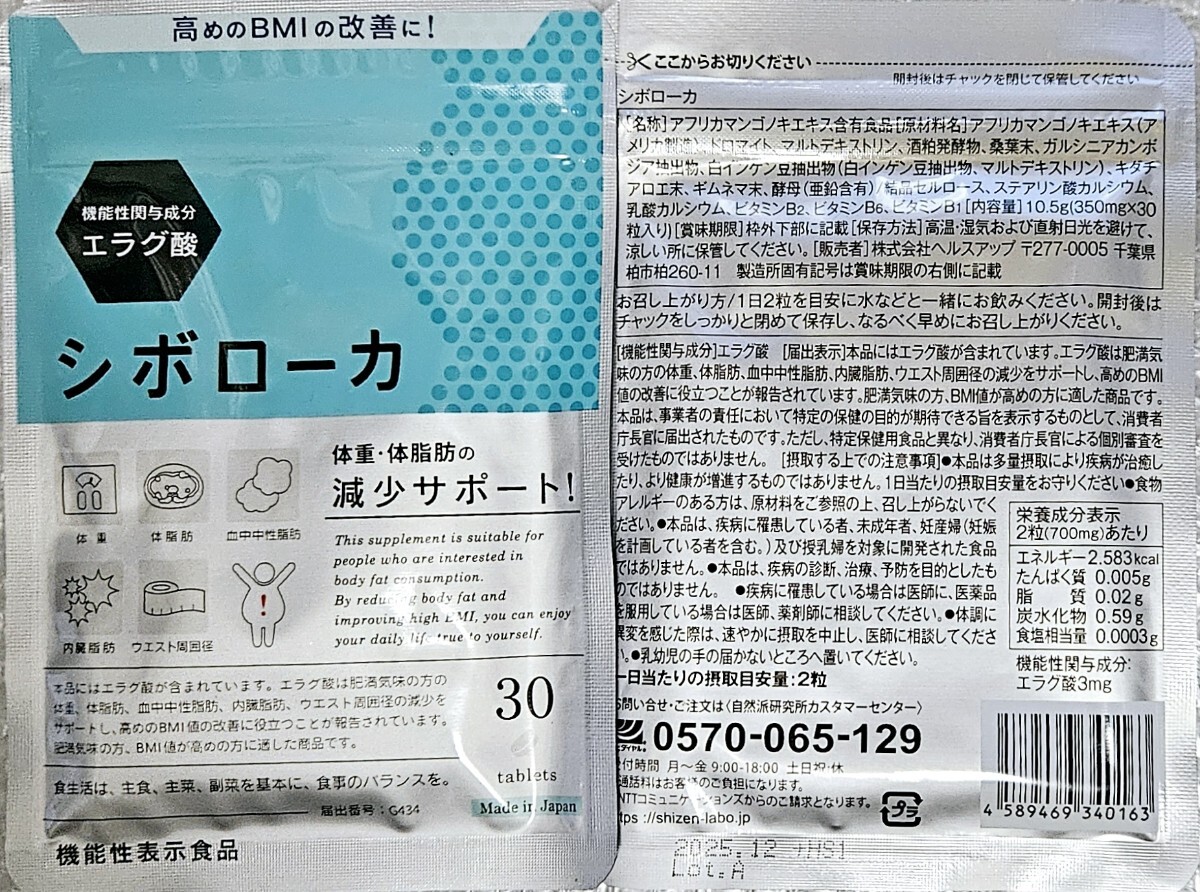 高めのBMIの改善に!
機能性関与成分
エラグ酸
シボローカ
体重・体脂肪の
減少サポート!
体重
体脂肪
血中中性脂肪
内臓脂肪
ウエスト周囲径
This supplement is suitable for
people who are interested in
body fat consumption.
By reducing body fat and
improving high BMI, you can enjoy
your daily life true to yourself.
本品にはエラグ酸が含まれています。エラグ酸は肥満気味の方の
体重、体脂肪、血中中性脂肪、内臓脂肪、ウエスト周囲径の減少を
サポートし、高めのBMI値の改善に役立つことが報告されています。
肥満気味の方、BMI値が高めの方に適した商品です。
30
tablets
食生活は、主食、主菜、副菜を基本に、食事のバランスを。
Made in Japan
届出番号:G434
機能性表示食品
ここからお切りください
開封後はチャックを閉じて保管してください
シボローカ
[名称]アフリカマンゴノキエキス含有食品[原材料名]アフリカマンゴノキエキス(ア
メリカ製造)、ドロマイト、マルトデキストリン、酒粕発酵物、桑葉末、ガルシニアカンボ
ジア抽出物、白インゲン豆抽出物(白インゲン豆抽出物、マルトデキストリン)、キダチ
アロエ末、ギムネマ末、酵母(亜鉛含有)/結晶セルロース、ステアリン酸カルシウム、
乳酸カルシウム、ビタミンB2、ビタミンB6、ビタミンB1[内容量]10.5g(350mg×30
粒入り)[賞味期限]枠外下部に記載[保存方法]高温・湿気および直射日光を避けて、
涼しい所に保管してください。[販売者]株式会社ヘルスアップ 〒277-0005 千葉県
柏市柏260-11 製造所固有記号は賞味期限の右側に記載
お召し上がり方/1日2粒を目安に水などと一緒にお飲みください。開封後は
チャックをしっかりと閉めて保存し、なるべく早めにお召し上がりください。
[機能性関与成分]エラグ酸 [届出表示]本品にはエラグ酸が含まれています。エラグ酸は肥満気
味の方の体重、体脂肪、血中中性脂肪、内臓脂肪、ウエスト周囲径の減少をサポートし、高めのBMI
値の改善に役立つことが報告されています。肥満気味の方、BMI値が高めの方に適した商品です。
本品は、事業者の責任において特定の保健の目的が期待できる旨を表示するものとして、消費者
庁長官に届出されたものです。ただし、特定保健用食品と異なり、消費者庁長官による個別審査を
受けたものではありません。 [摂取する上での注意事項]●本品は多量摂取により疾病が治癒し
たり、より健康が増進するものではありません。1日当たりの摂取目安量をお守りください●食物
アレルギーのある方は、原材料をご参照の上、召し上がらないでく
ださい。●本品は、疾病に罹患している者、未成年者、妊産婦(妊娠
を計画している者を含む。)及び授乳婦を対象に開発された食品
ではありません。●本品は、疾病の診断、治療、予防を目的としたも
のではありません。 ●疾病に罹患している場合は医師に、医薬品
を服用している場合は医師、薬剤師に相談してください。●体調に
異変を感じた際は、速やかに摂取を中止し、医師に相談してくださ
い。●乳幼児の手の届かないところへ置いてください。
一日当たりの摂取目安量:2粒
栄養成分表示
2粒(700mg)あたり
エネルギー 2.583kcal
たんぱく質 0.005g
脂質 0.02g
炭水化物 0.59g
食塩相当量 0.0003g
機能性関与成分:
エラグ酸3mg
お問い合せ・ご注文は〈自然派研究所カスタマーセンター〉
0570-065-129
受付時間 月〜金 9:00-18:00 土日祝・休
通話料はお客様のご負担になります。
NTTコミュニケーションズからのご請求となります。
https://shizen-labo.jp
プラ
4 589469 340163
2025.12 +HS1
Lot.A